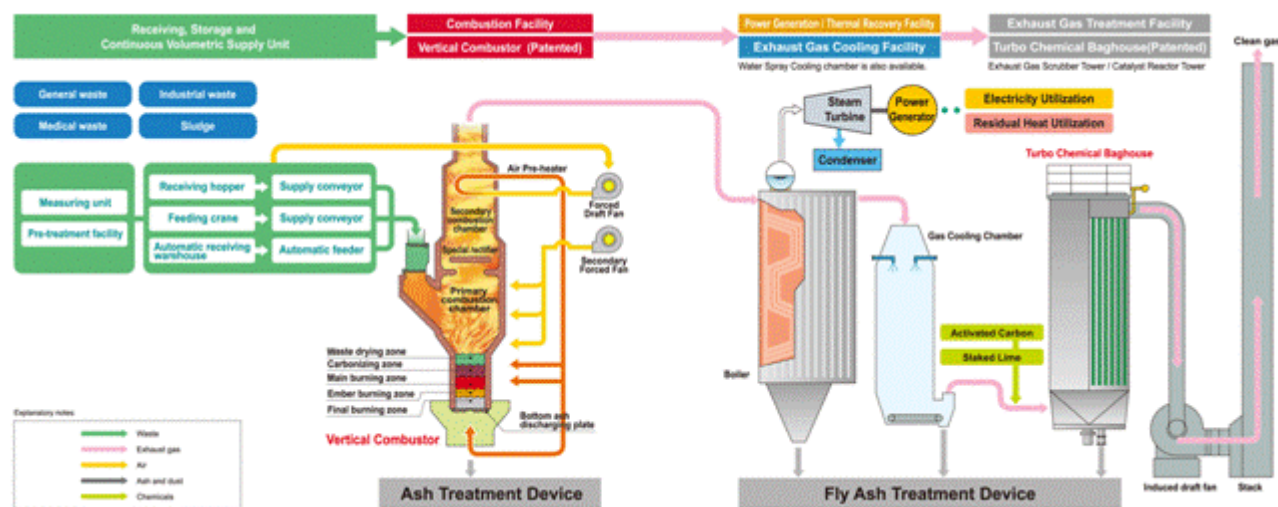 Receiving, Storage and
Continuous Volumetric Supply Unit
Combustion Facility
Vertical Combustor (Patented)
Power Generation / Thermal Recovery Facility
Exhaust Gas Cooling Facility
Water Spray Cooling chamber is also available.
Exhaust Gas Treatment Facility
Turbo Chemical Baghouse(Patented)
Exhaust Gas Scrubber Tower / Catalyst Reactor Tower
Clean gas
General waste
Industrial waste
Medical waste
Sludge
Measuring unit
Pre-treatment facility
Receiving hopper
Supply conveyor
Feeding crane
Supply conveyor
Automatic receiving
warehouse
Automatic feeder
Air Pre-heater
Secondary
combustion
chamber
Special rectifier
Primary
combustion
chamber
Forced
Draft Fan
Secondary
Forced Fan
Waste drying zone
Carbonizing zone
Main burning zone
Ember burning zone
Final burning zone
Bottom ash
discharging plate
Vertical Combustor
Ash Treatment Device
Steam
Turbine
Power
Generator
Condenser
Electricity Utilization
Residual Heat Utilization
Boiler
Gas Cooling Chamber
Activated Carbon
Slaked Lime
Turbo Chemical Baghouse
Fly Ash Treatment Device
Induced draft fan
Stack
Explanatory notes
Waste
Exhaust gas
Air
Ash and dust
Chemicals